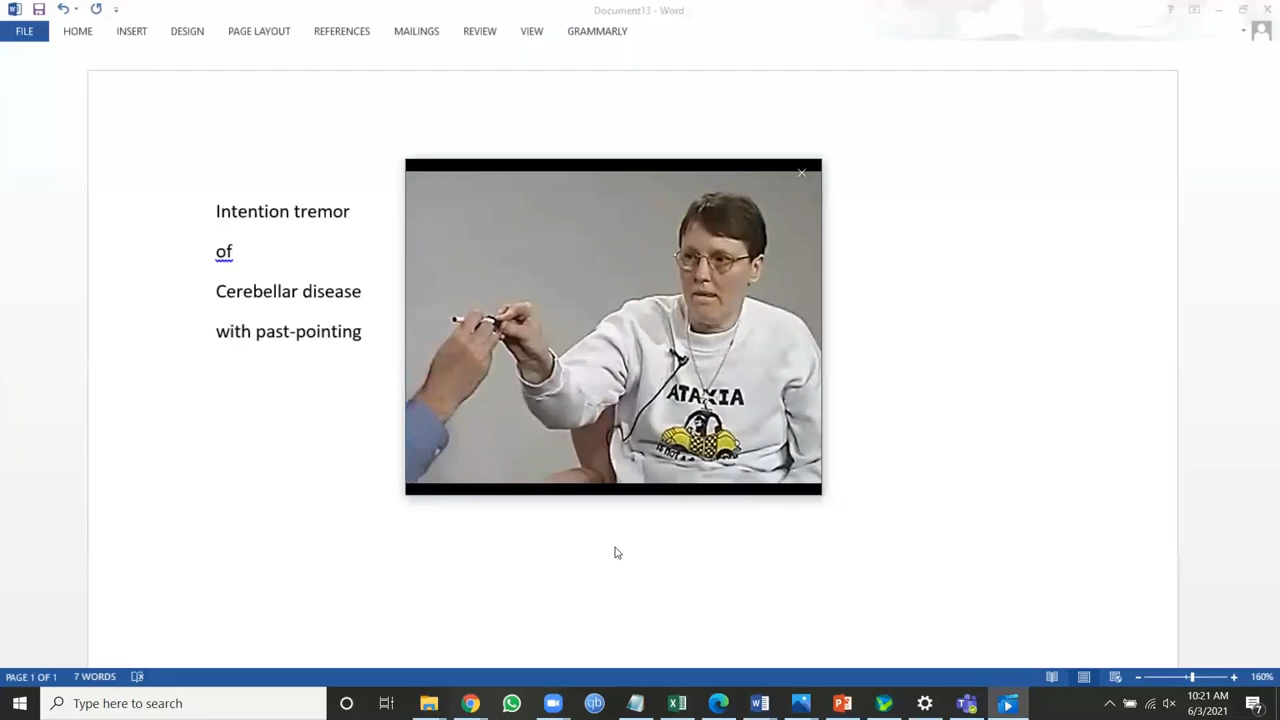 Document13 - Word
FILE HOME INSERT DESIGN PAGE LAYOUT REFERENCES MAILINGS REVIEW VIEW GRAMMARLY
Intention tremor
of
Cerebellar disease
with past-pointing
ATAXIA
is not a
PAGE 1 OF 1 7 WORDS 160%
Type here to search
10:21 AM
6/3/2021